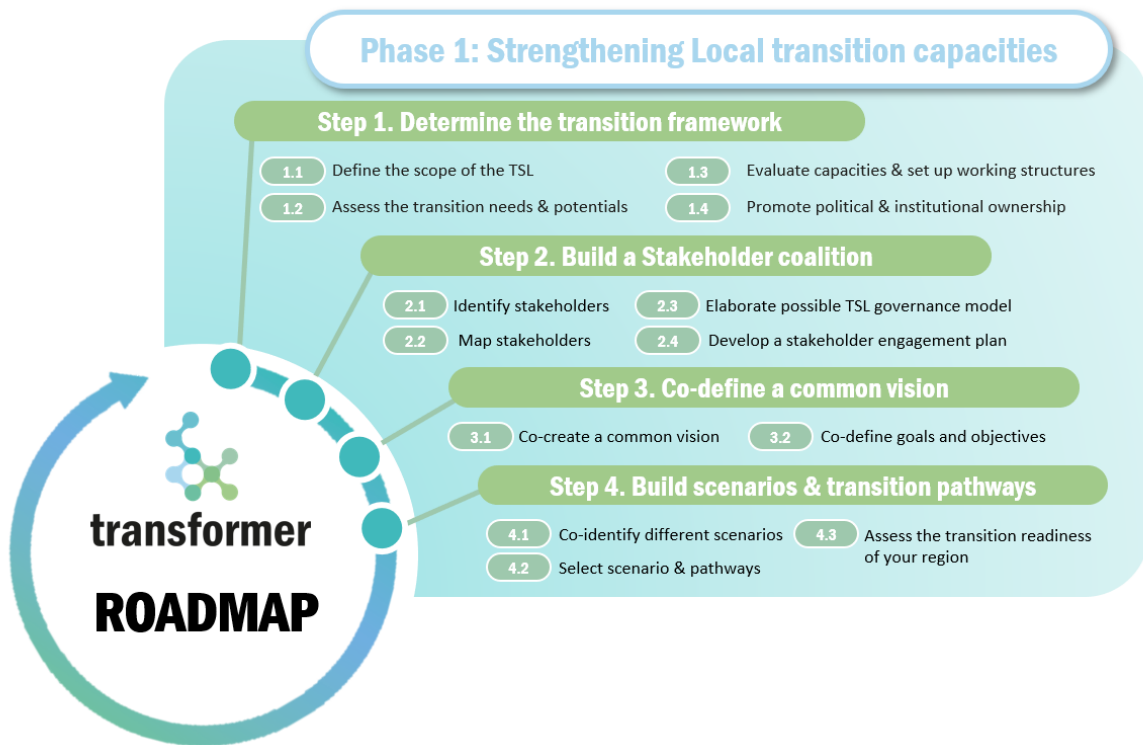 Phase 1: Strengthening Local transition capacities
Step 1. Determine the transition framework
1.1 Define the scope of the TSL
1.2 Assess the transition needs & potentials
1.3 Evaluate capacities & set up working structures
1.4 Promote political & institutional ownership
Step 2. Build a Stakeholder coalition
2.1 Identify stakeholders
2.2 Map stakeholders
2.3 Elaborate possible TSL governance model
2.4 Develop a stakeholder engagement plan
Step 3. Co-define a common vision
3.1 Co-create a common vision
3.2 Co-define goals and objectives
Step 4. Build scenarios & transition pathways
4.1 Co-identify different scenarios
4.2 Select scenario & pathways
4.3 Assess the transition readiness
of your region
transformer
ROADMAP